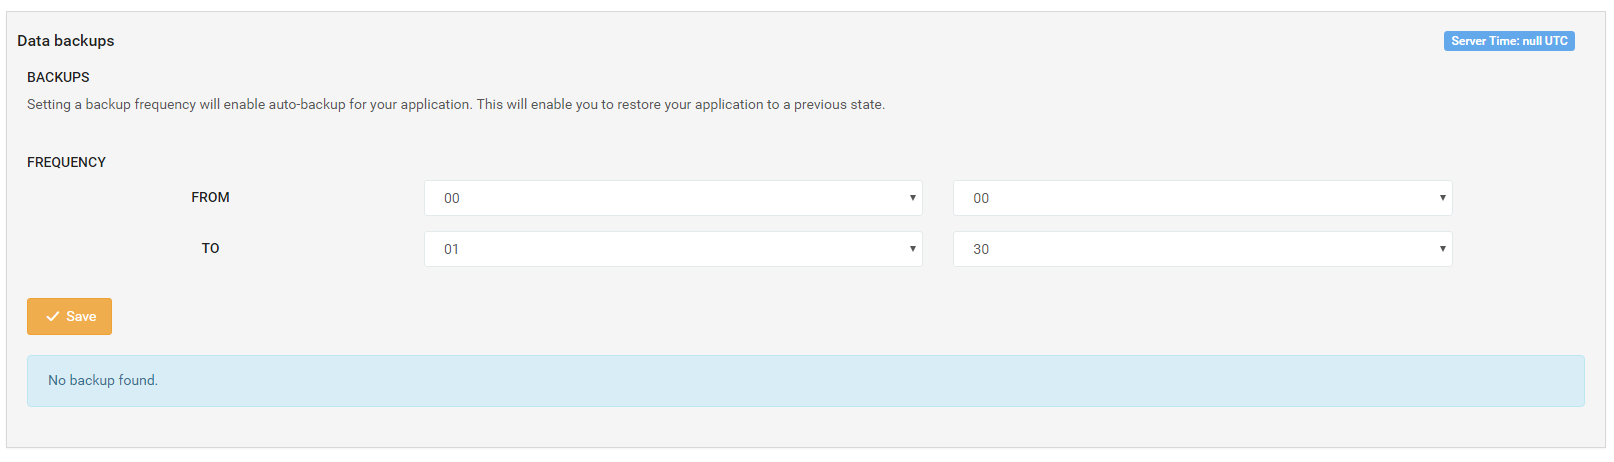 Data backups
Server Time: null UTC
BACKUPS
Setting a backup frequency will enable auto-backup for your application. This will enable you to restore your application to a previous state.
FREQUENCY
FROM
00
00
TO
01
30
Save
No backup found.